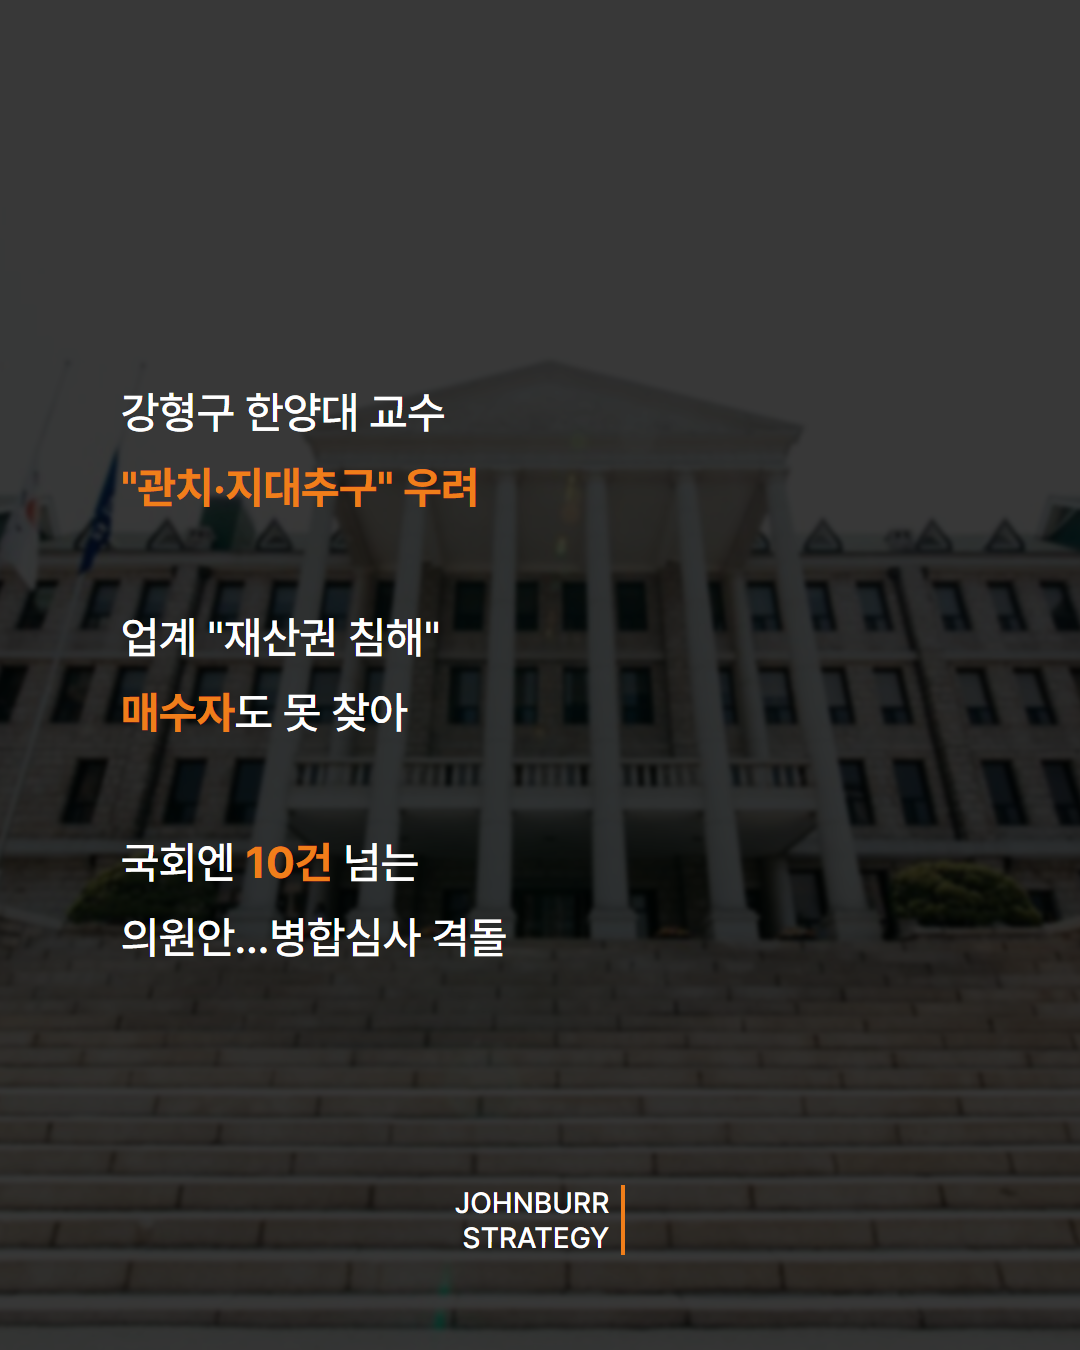 강형구 한양대 교수
"관치·지대추구" 우려
업계 "재산권 침해"
매수자도 못 찾아
국회엔 10건 넘는
의원안...병합심사 격돌
JOHNBURR
STRATEGY